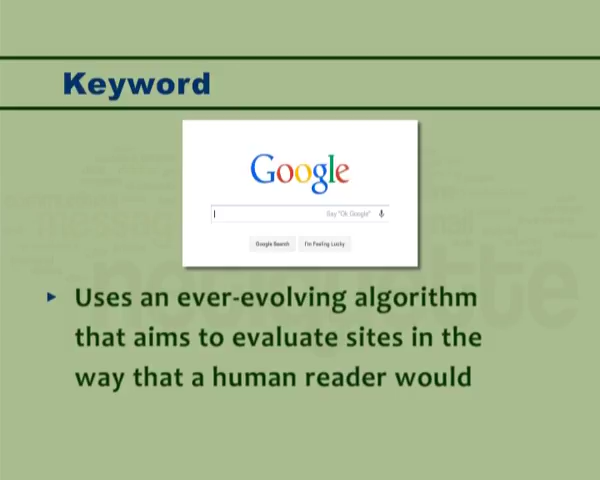 Keyword
Google
Say "Ok Google"
Google Search I'm Feeling Lucky
Uses an ever-evolving algorithm
that aims to evaluate sites in the
way that a human reader would
netiquette